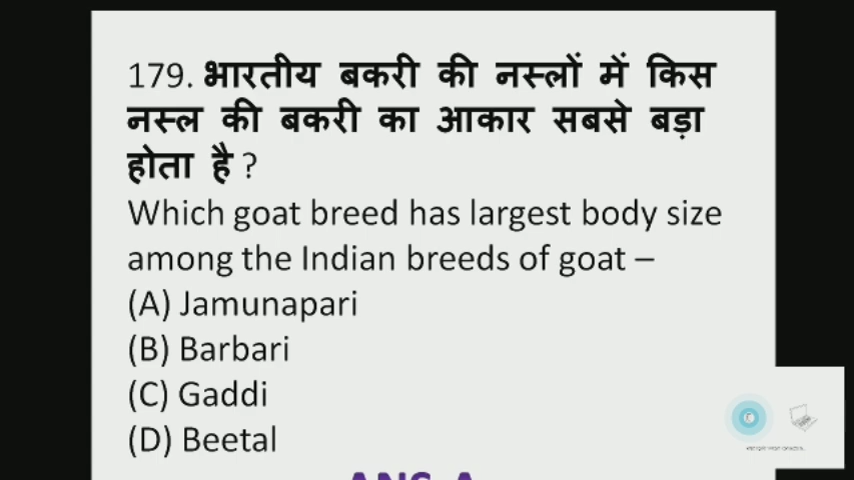 179. भारतीय बकरी की नस्लों में किस
नस्ल की बकरी का आकार सबसे बड़ा
होता है ?
Which goat breed has largest body size
among the Indian breeds of goat –
(A) Jamunapari
(B) Barbari
(C) Gaddi
(D) Beetal
ANS A